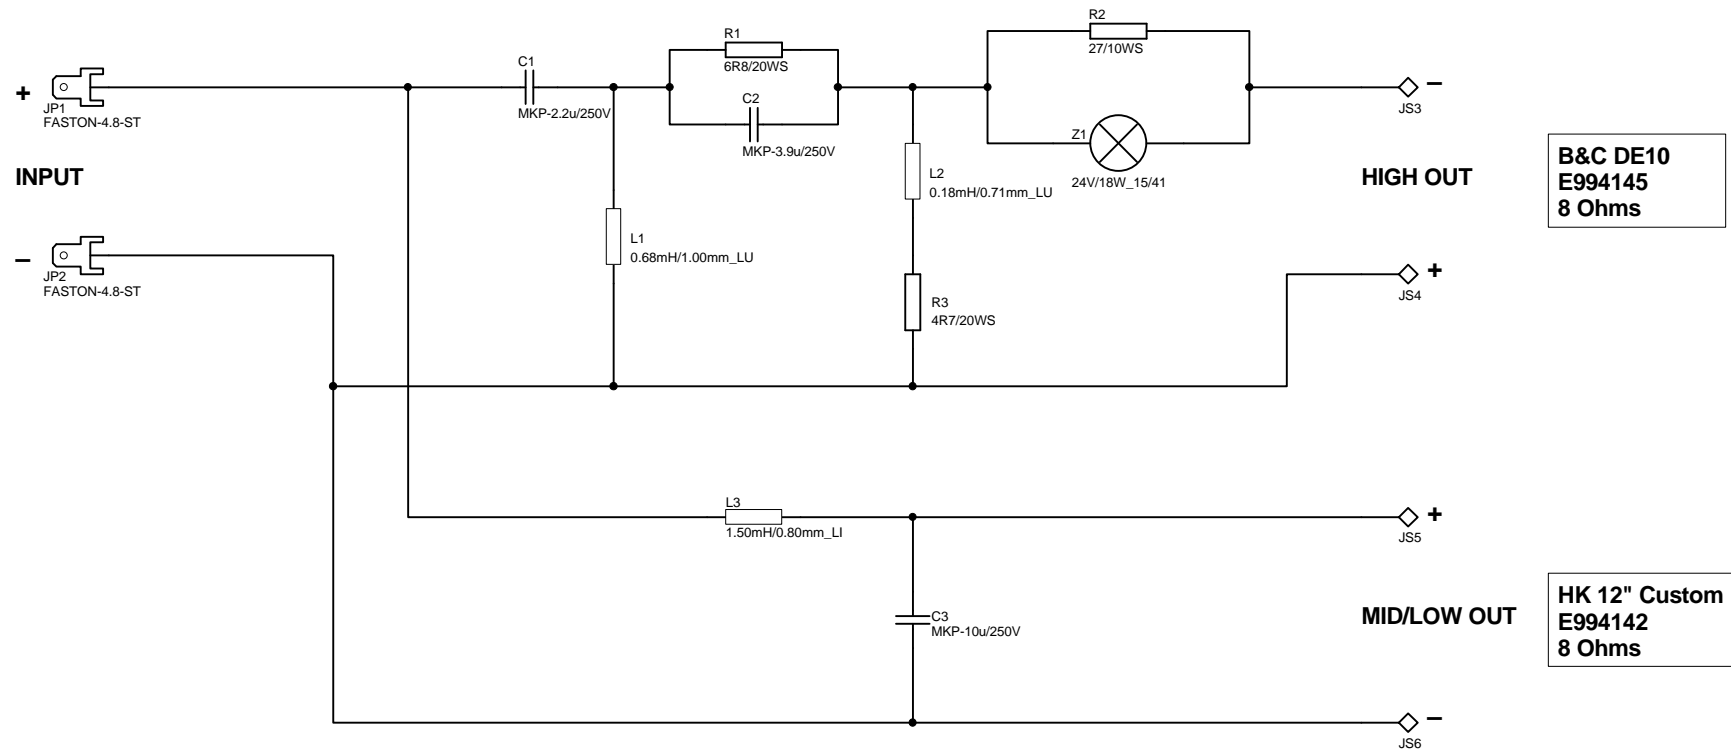 R2
27/10WS
R1
6R8/20WS
C1
MKP-2.2u/250V
C2
MKP-3.9u/250V
+
JP1
FASTON-4.8-ST
–
JS3
Z1
24V/18W_15/41
INPUT
L2
0.18mH/0.71mm_LU
HIGH OUT
B&C DE10
E994145
8 Ohms
L1
0.68mH/1.00mm_LU
–
JP2
FASTON-4.8-ST
+
JS4
R3
4R7/20WS
L3
1.50mH/0.80mm_LI
+
JS5
C3
MKP-10u/250V
MID/LOW OUT
HK 12" Custom
E994142
8 Ohms
–
JS6